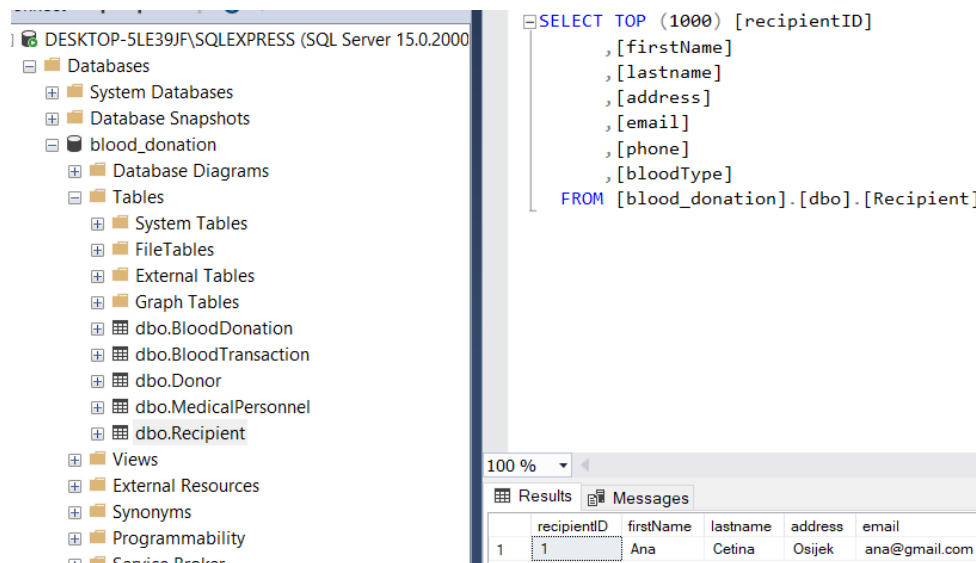 DESKTOP-5LE39JF\SQLEXPRESS (SQL Server 15.0.2000
Databases
System Databases
Database Snapshots
blood_donation
Database Diagrams
Tables
System Tables
FileTables
External Tables
Graph Tables
dbo.BloodDonation
dbo.BloodTransaction
dbo.Donor
dbo.MedicalPersonnel
dbo.Recipient
Views
External Resources
Synonyms
Programmability
Service Broker
SELECT TOP (1000) [recipientID]
,[firstName]
,[lastname]
,[address]
,[email]
,[phone]
,[bloodType]
FROM [blood_donation].[dbo].[Recipient]
100 %
Results Messages
recipientID firstName lastname address email
1 1 Ana Cetina Osijek ana@gmail.com